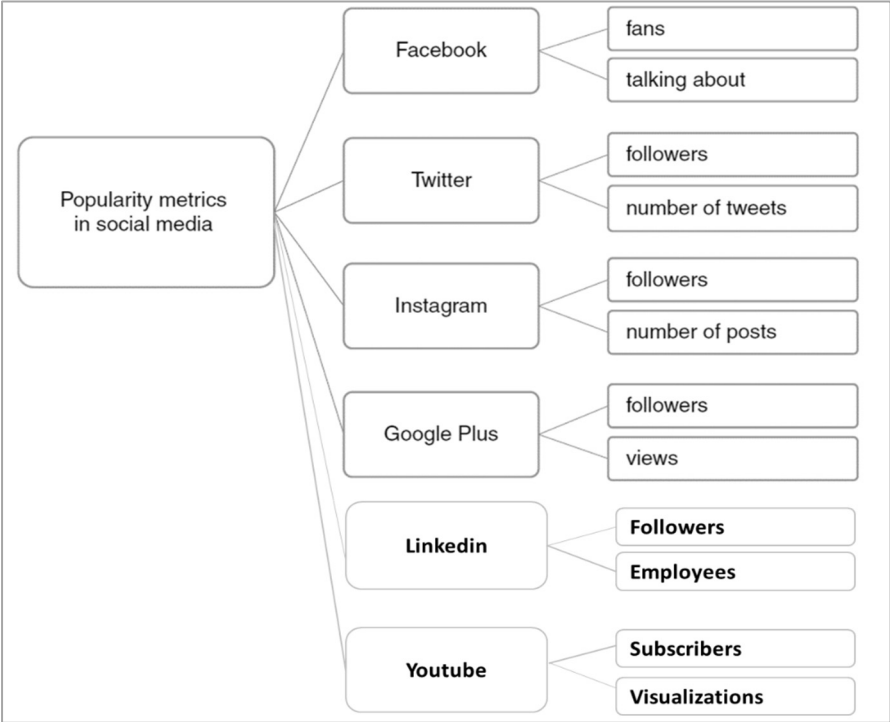 Popularity metrics
in social media
Facebook
fans
talking about
Twitter
followers
number of tweets
Instagram
followers
number of posts
Google Plus
followers
views
Linkedin
Followers
Employees
Youtube
Subscribers
Visualizations